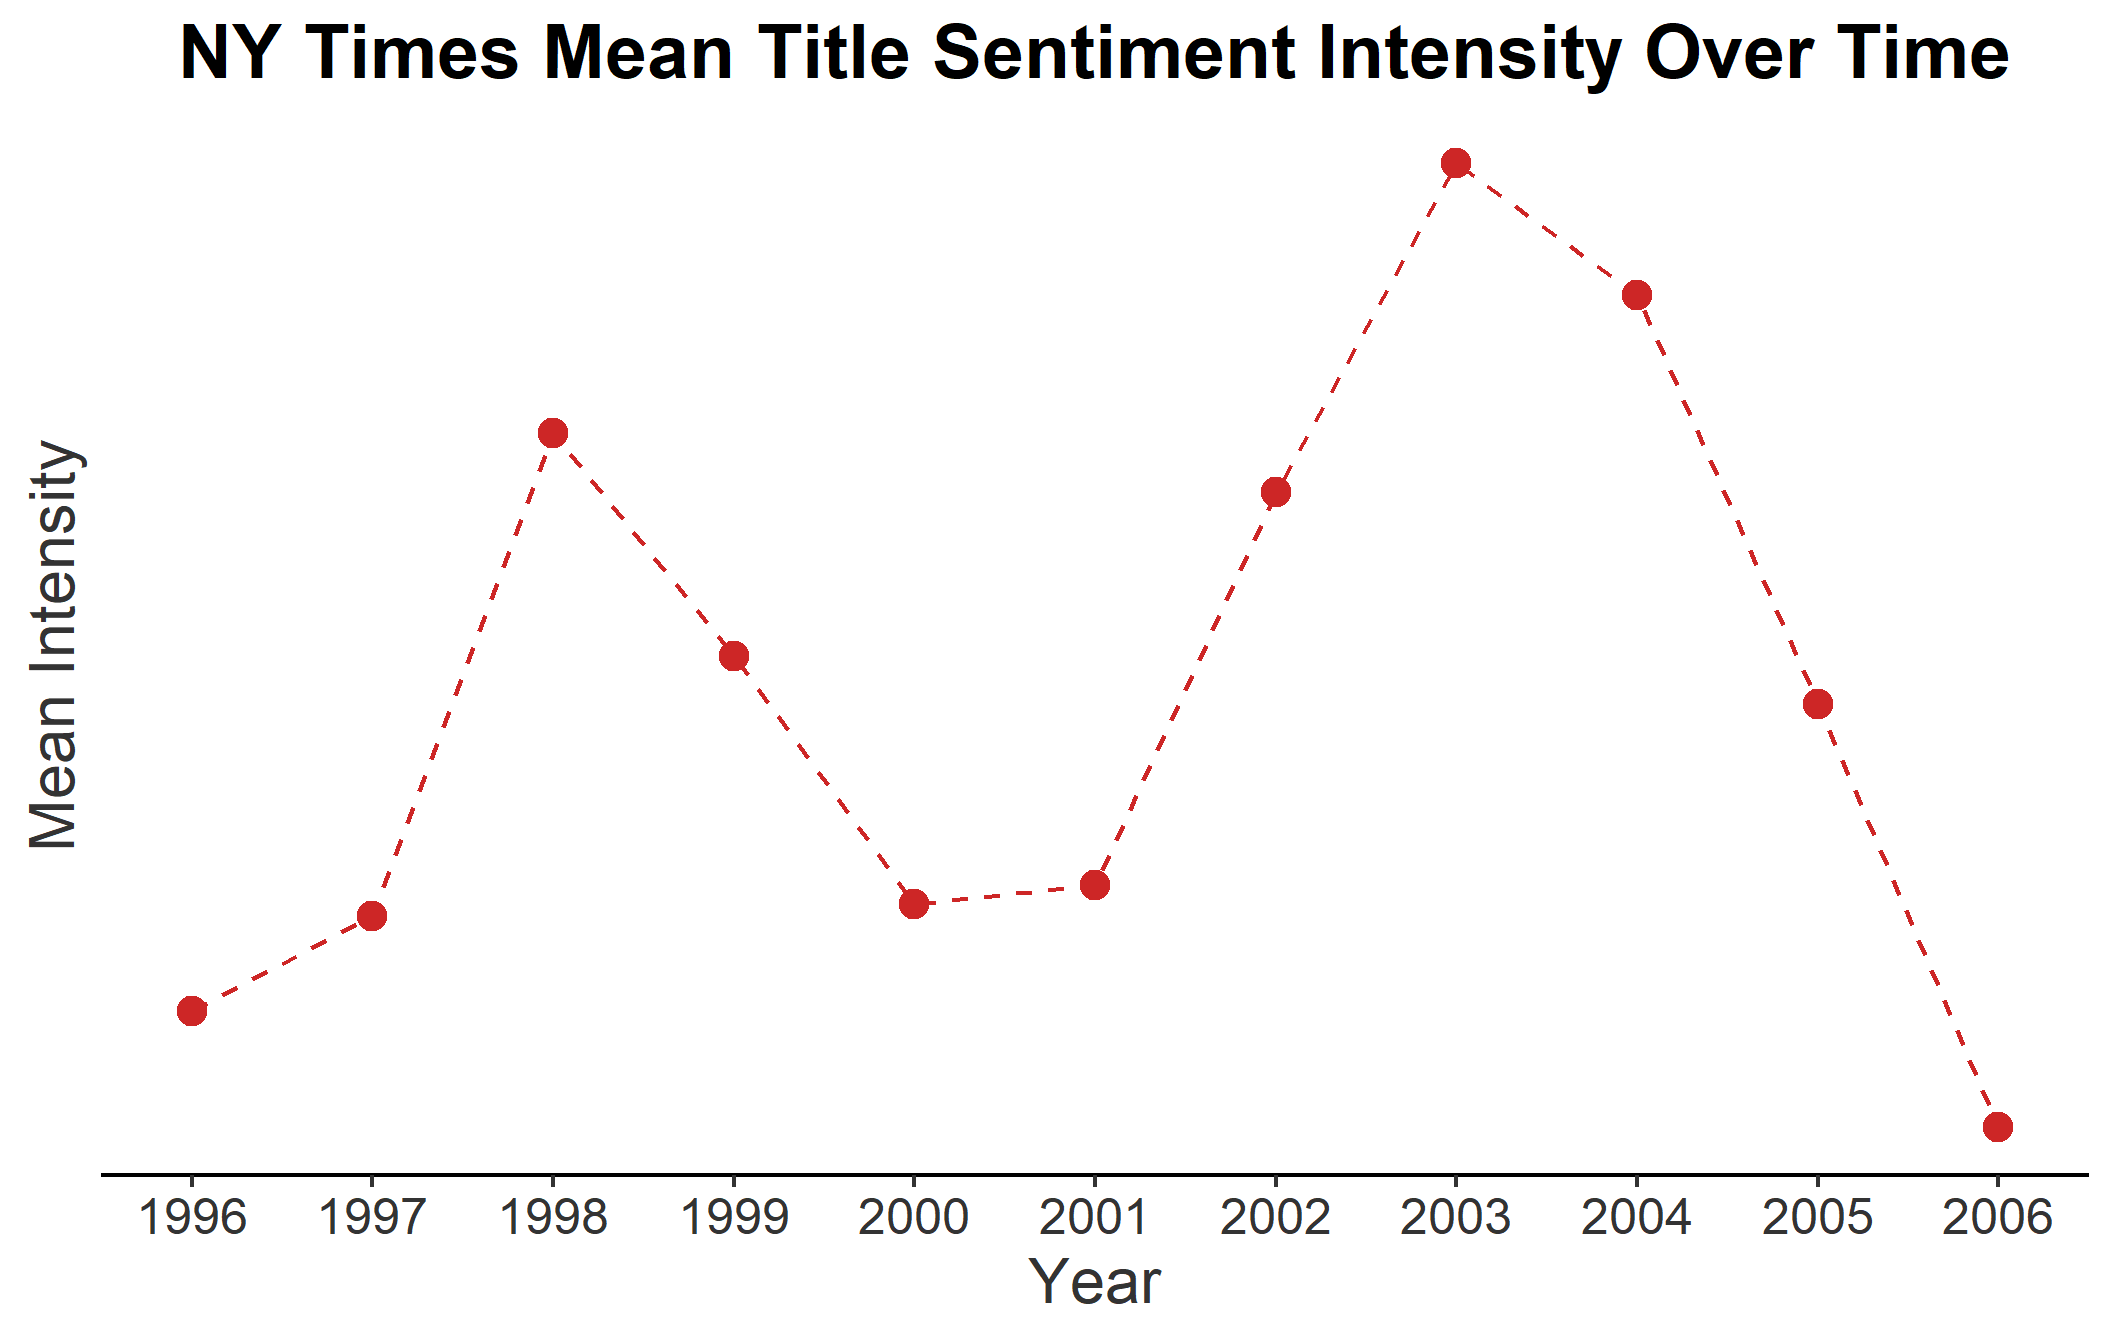 NY Times Mean Title Sentiment Intensity Over Time
Mean Intensity
1996 1997 1998 1999 2000 2001 2002 2003 2004 2005 2006
Year